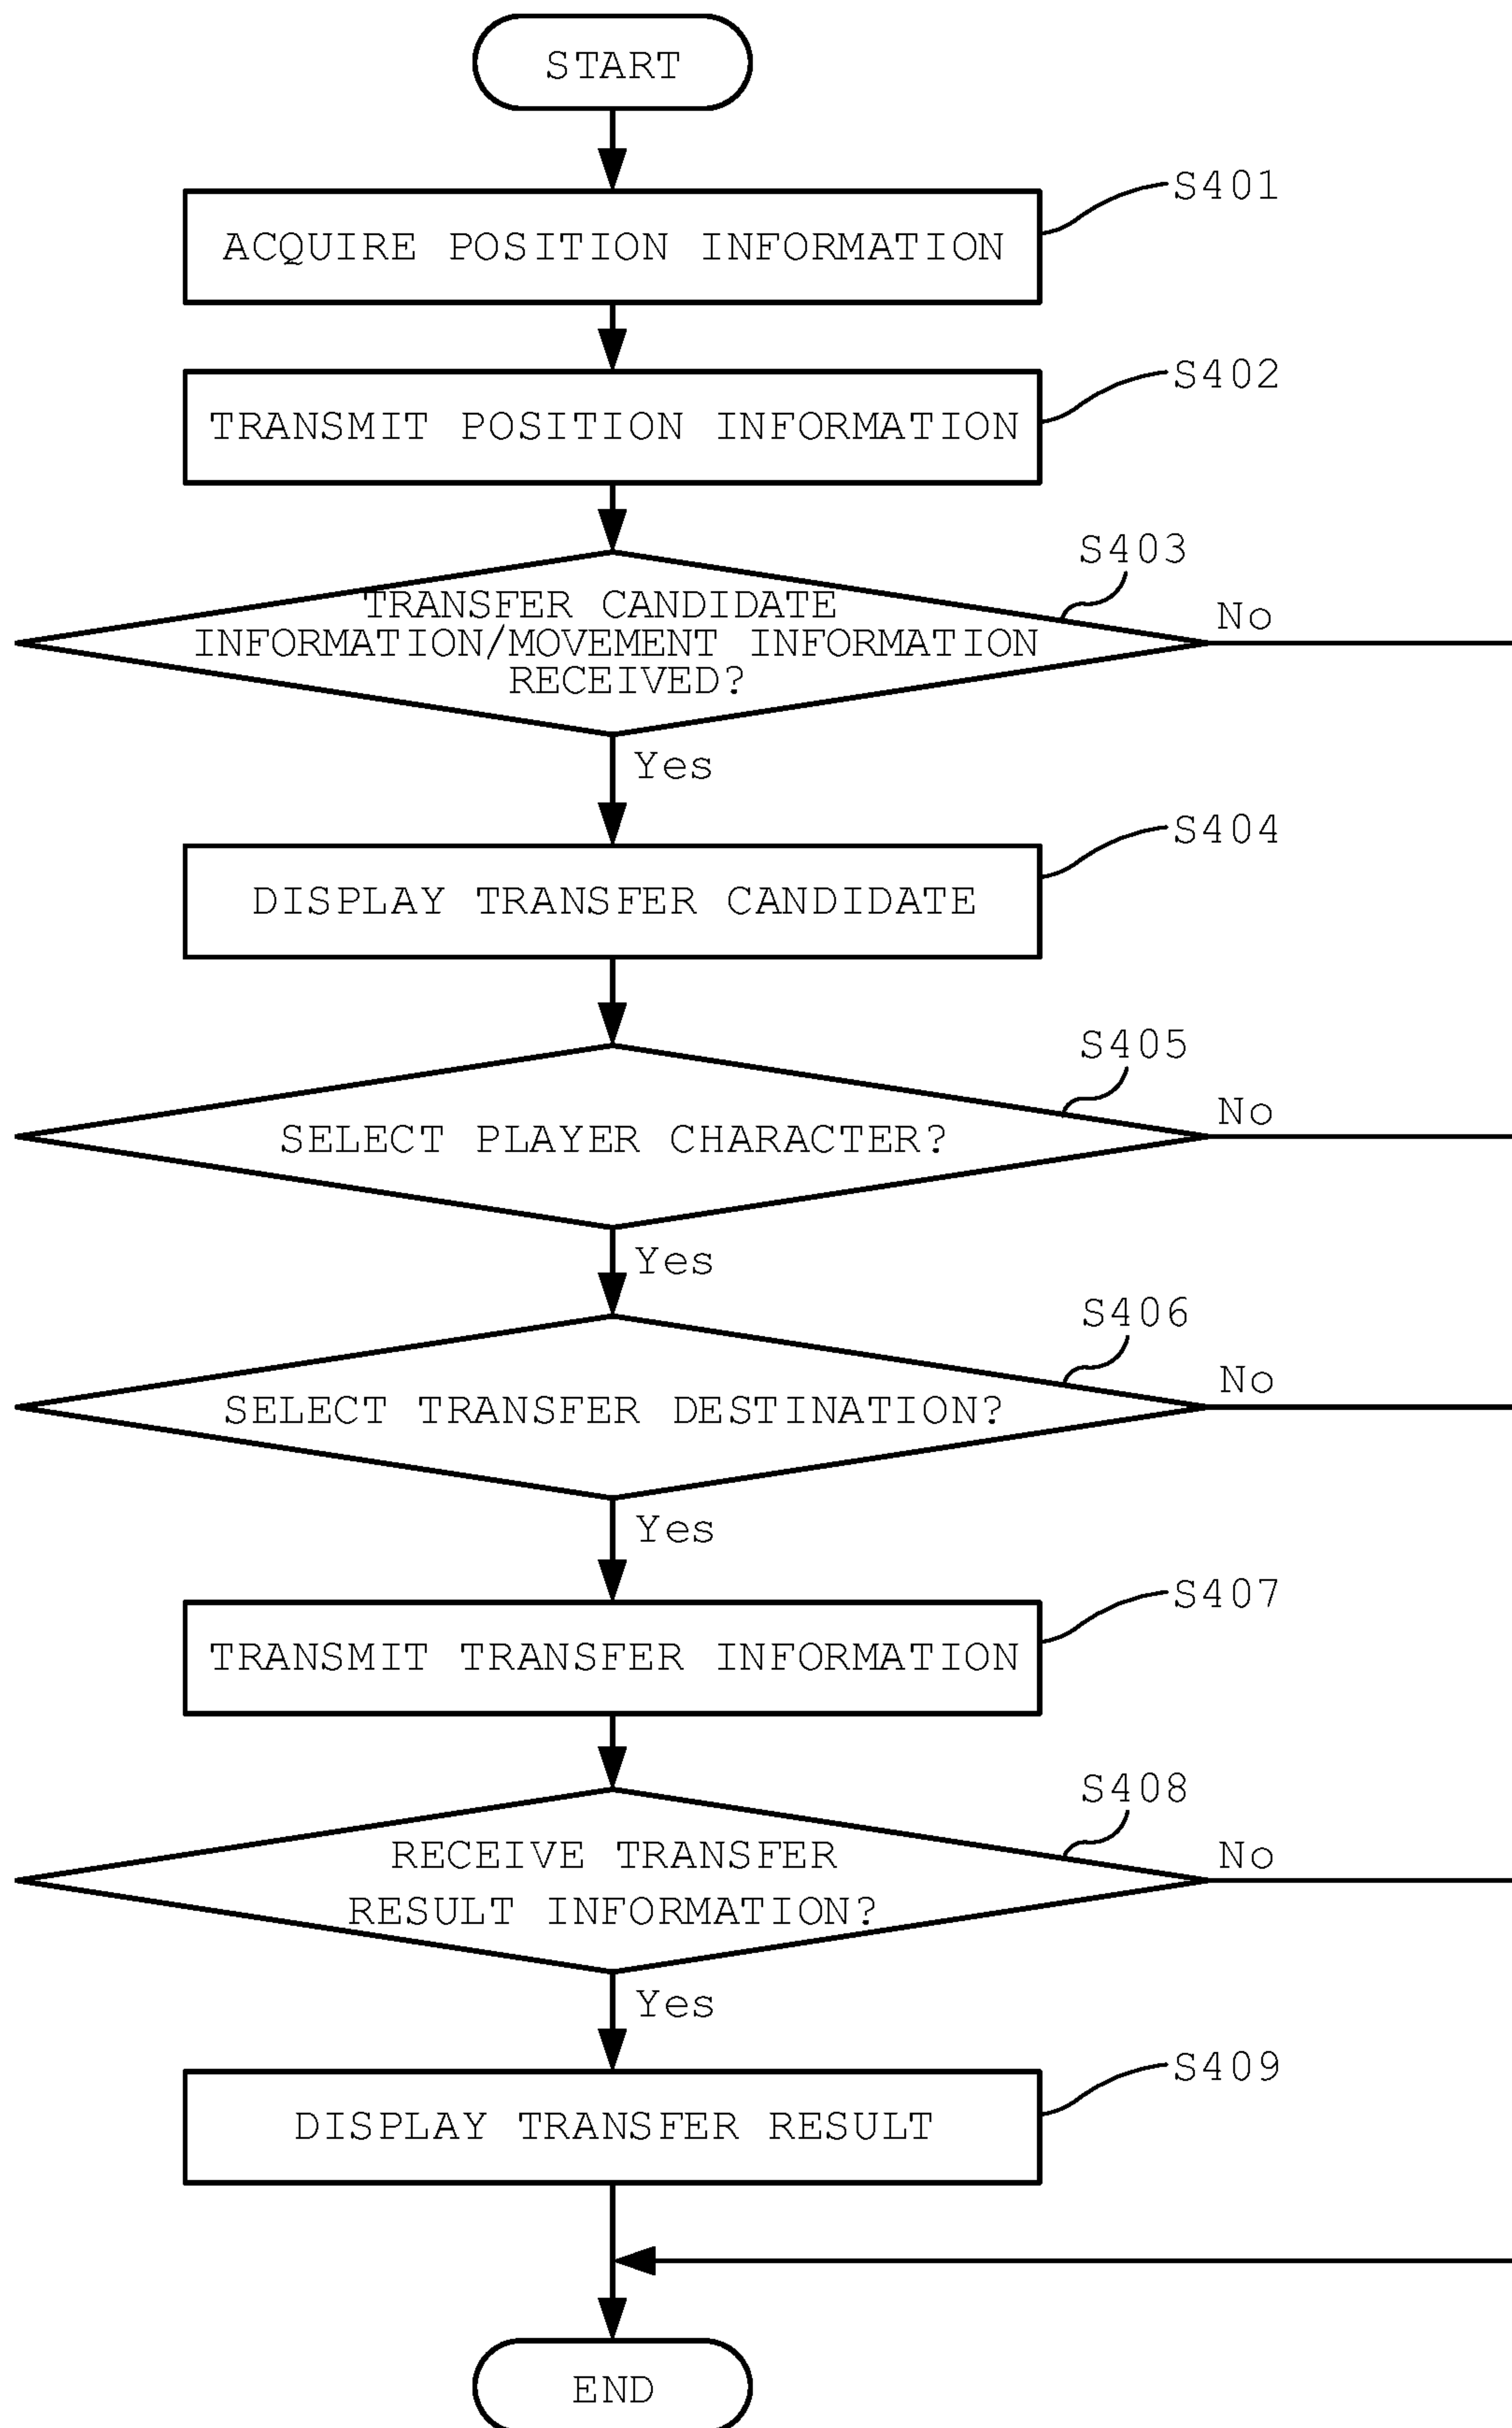 START
S401
ACQUIRE POSITION INFORMATION
S402
TRANSMIT POSITION INFORMATION
S403
TRANSFER CANDIDATE
INFORMATION/MOVEMENT INFORMATION
RECEIVED?
No
Yes
S404
DISPLAY TRANSFER CANDIDATE
S405
SELECT PLAYER CHARACTER?
No
Yes
S406
SELECT TRANSFER DESTINATION?
No
Yes
S407
TRANSMIT TRANSFER INFORMATION
S408
RECEIVE TRANSFER
RESULT INFORMATION?
No
Yes
S409
DISPLAY TRANSFER RESULT
END